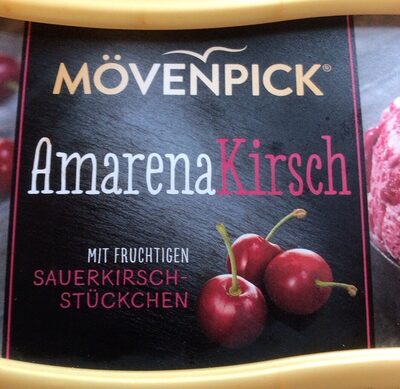 MÖVENPICK®
AmarenaKirsch
MIT FRUCHTIGEN
SAUERKIRSCH-
STÜCKCHEN